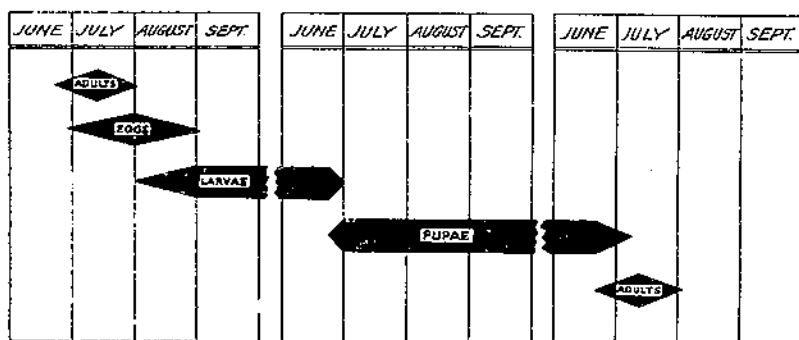 JUNE JULY AUGUST SEPT. JUNE JULY AUGUST SEPT. JUNE JULY AUGUST SEPT.
ADULTS
EGGS
LARVAE
PUPAE
ADULTS